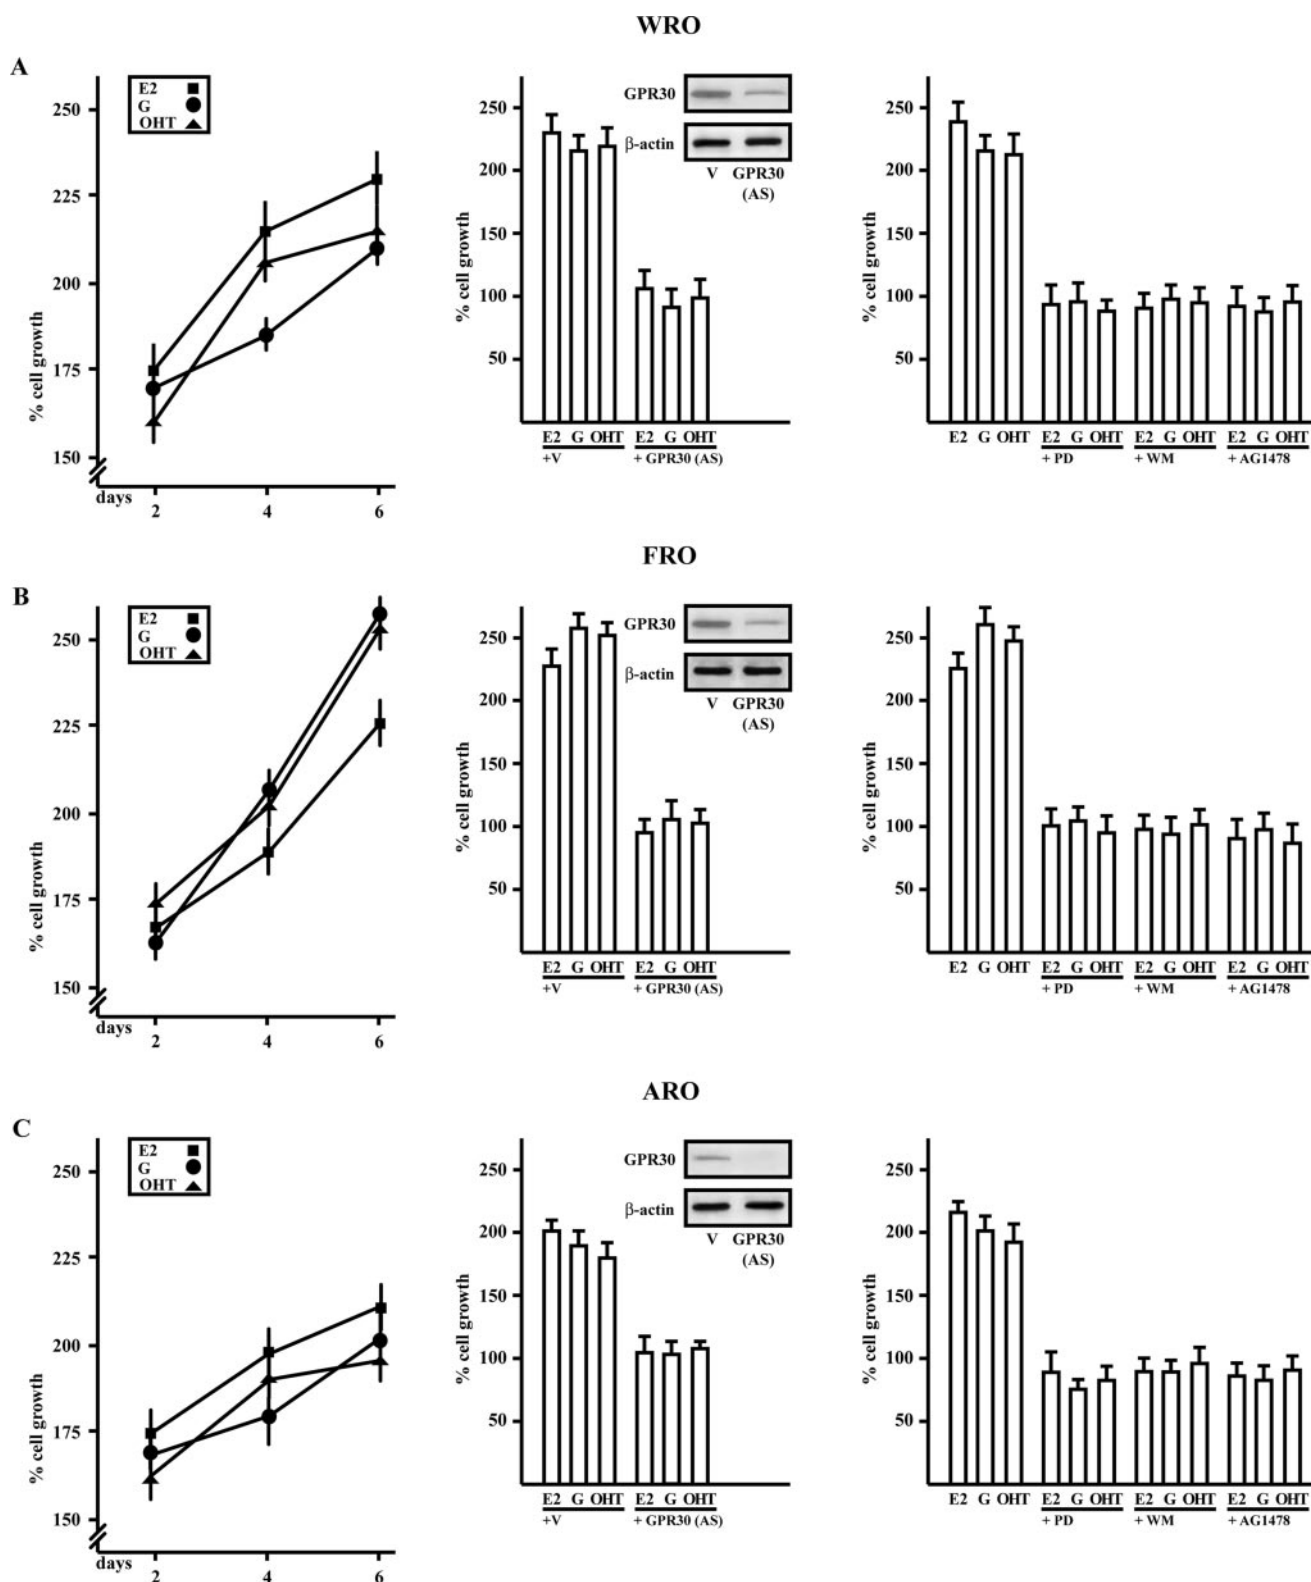 WRO
A
E2
G
OHT
250
225
200
175
150
% cell growth
days
2 4 6
250
200
150
100
50
% cell growth
GPR30
β-actin
V GPR30
(AS)
E2 G OHT E2 G OHT
+V + GPR30 (AS)
250
200
150
100
50
% cell growth
E2 G OHT E2 G OHT E2 G OHT E2 G OHT
+ PD + WM + AG1478
FRO
B
E2
G
OHT
250
225
200
175
150
% cell growth
days
2 4 6
250
200
150
100
50
% cell growth
GPR30
β-actin
V GPR30
(AS)
E2 G OHT E2 G OHT
+V + GPR30 (AS)
250
200
150
100
50
% cell growth
E2 G OHT E2 G OHT E2 G OHT E2 G OHT
+ PD + WM + AG1478
ARO
C
E2
G
OHT
250
225
200
175
150
% cell growth
days
2 4 6
250
200
150
100
50
% cell growth
GPR30
β-actin
V GPR30
(AS)
E2 G OHT E2 G OHT
+V + GPR30 (AS)
250
200
150
100
50
% cell growth
E2 G OHT E2 G OHT E2 G OHT E2 G OHT
+ PD + WM + AG1478